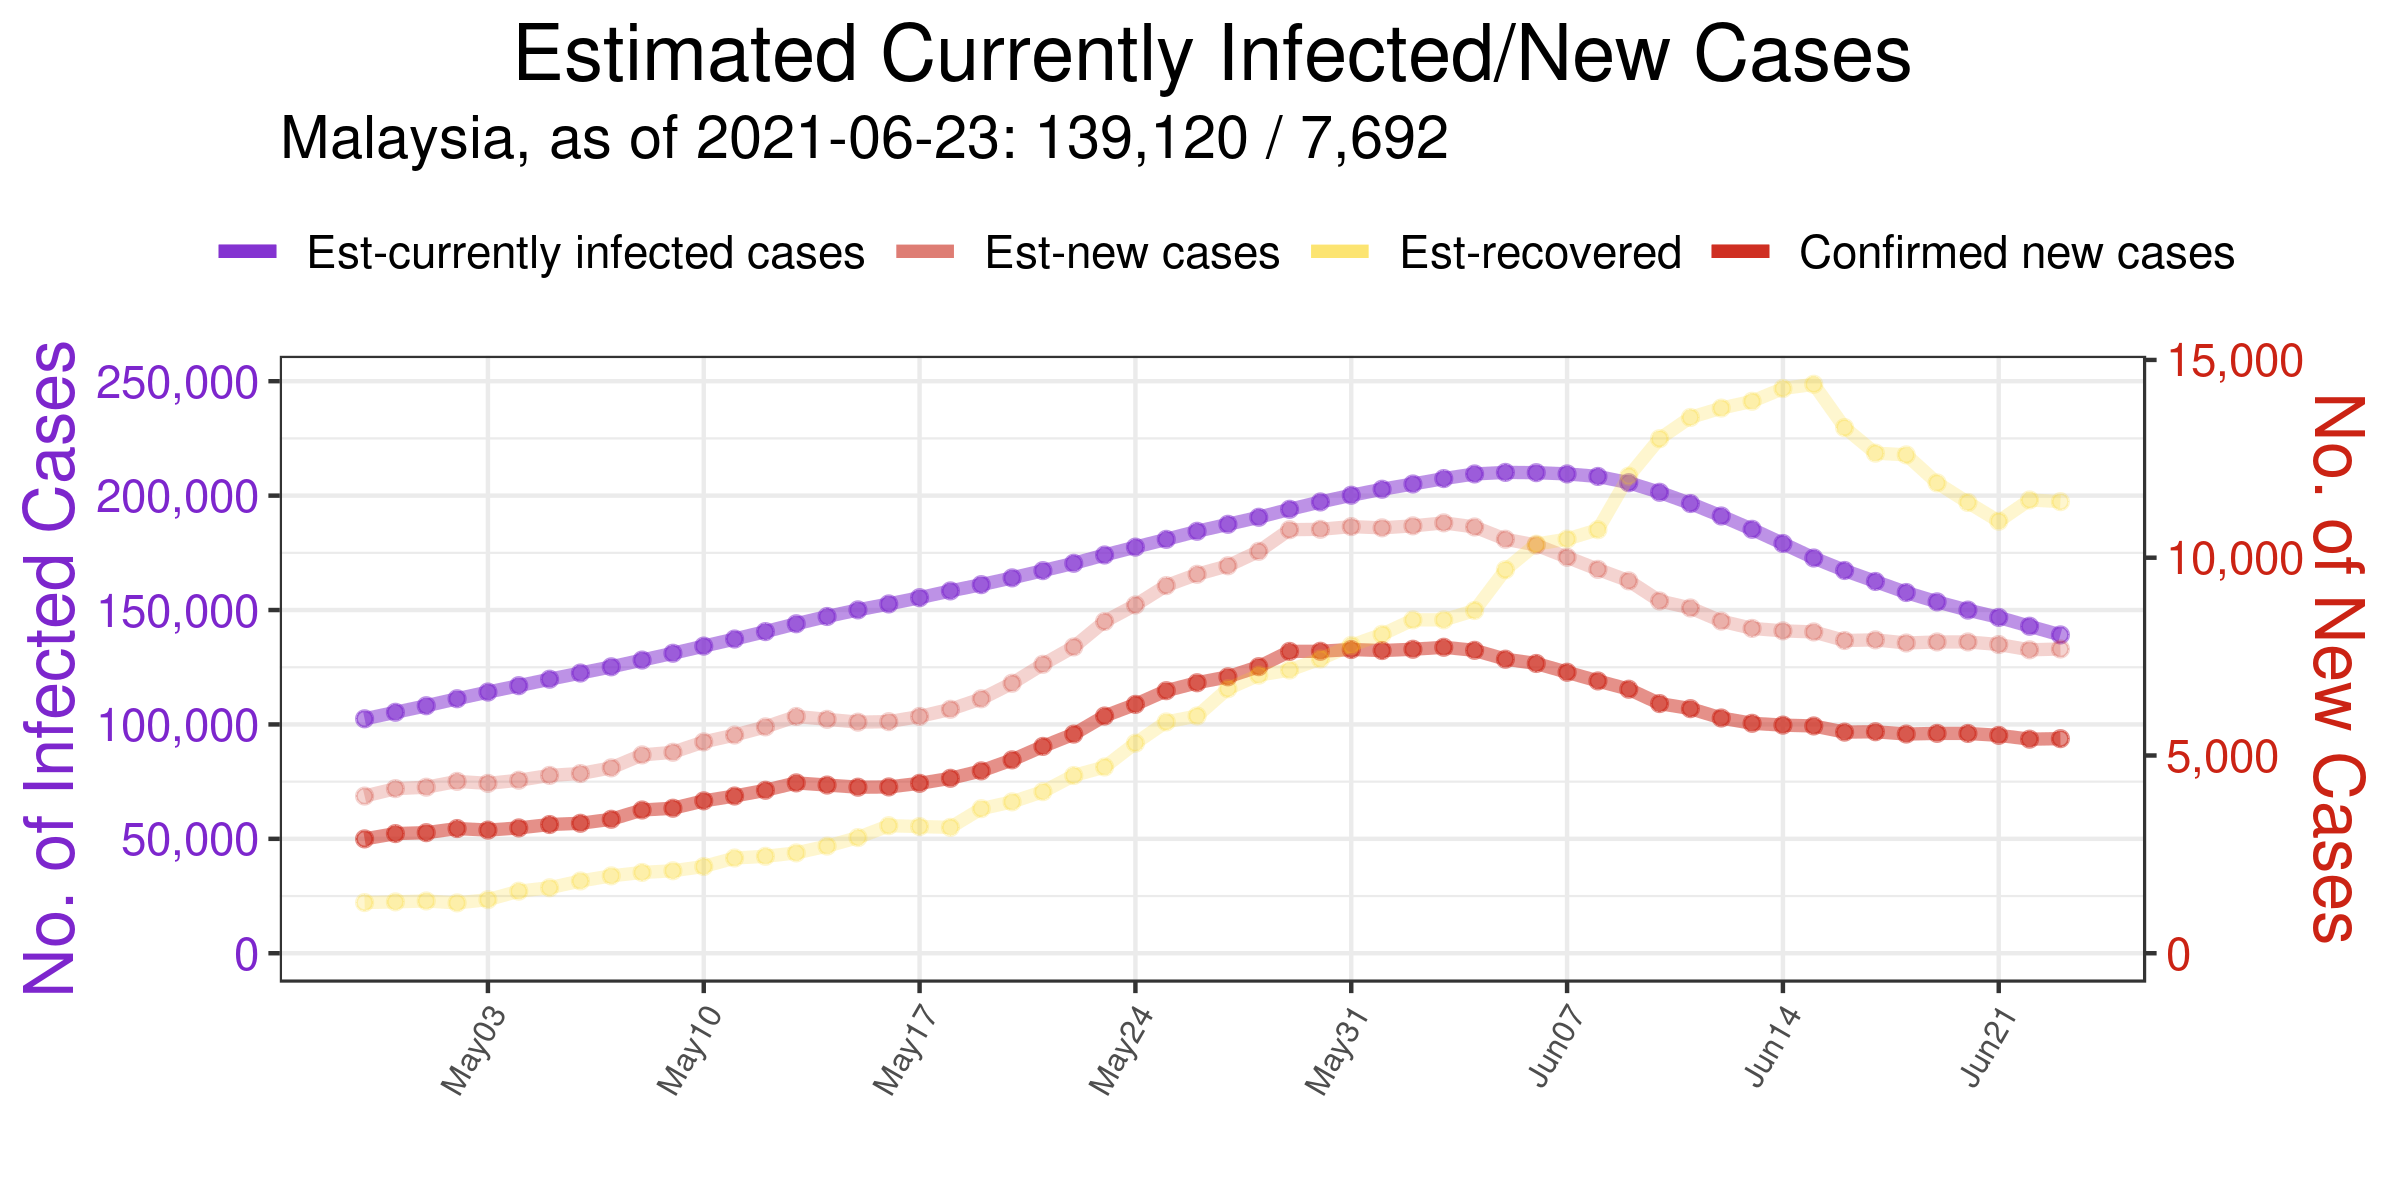 Estimated Currently Infected/New Cases
Malaysia, as of 2021-06-23: 139,120 / 7,692
Est-currently infected cases Est-new cases Est-recovered Confirmed new cases
No. of Infected Cases
250,000
200,000
150,000
100,000
50,000
0
15,000
10,000
5,000
0
No. of New Cases
May03 May10 May17 May24 May31 Jun07 Jun14 Jun21